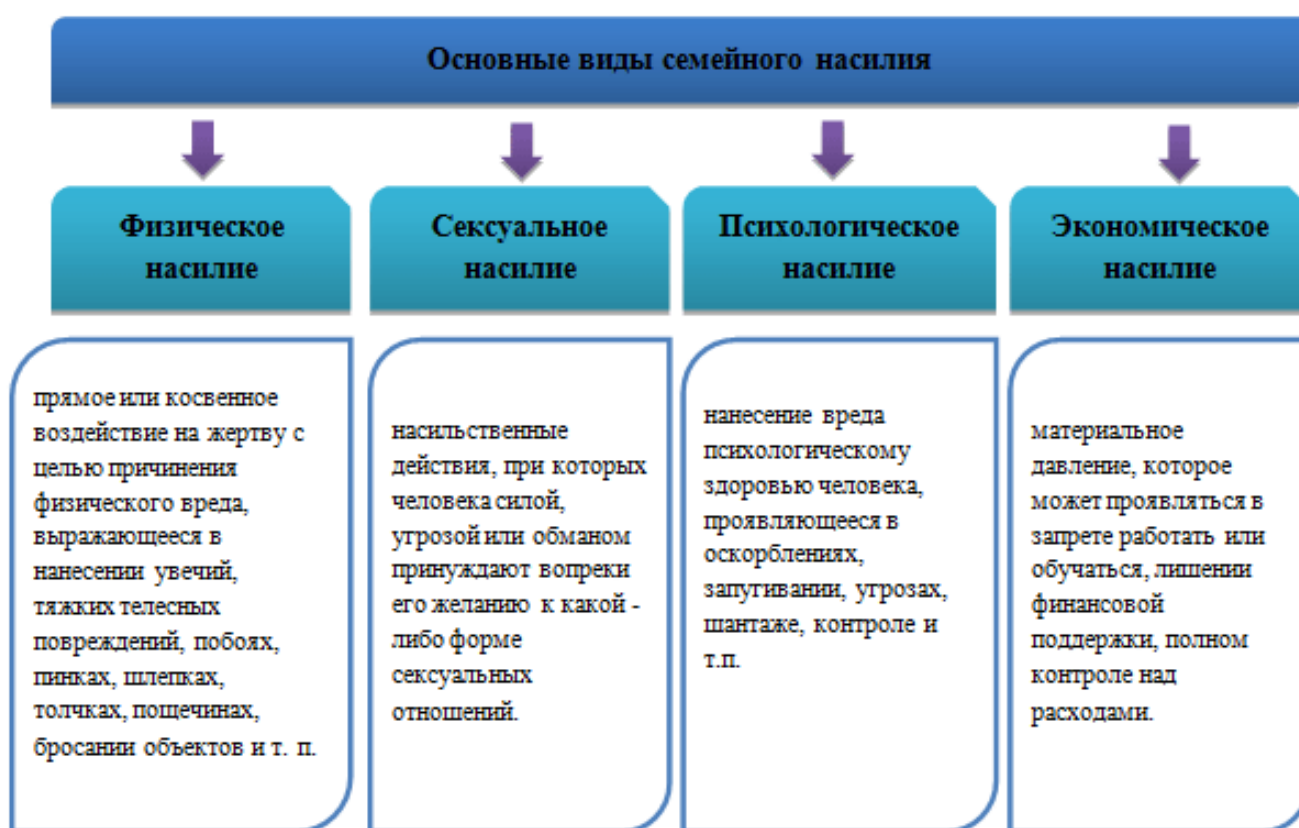 Основные виды семейного насилия
Физическое
насилие
прямое или косвенное
воздействие на жертву с
целью причинения
физического вреда,
выражающееся в
нанесении увечий,
тяжких телесных
повреждений, побоях,
пинках, шлепках,
толчках, пощечинах,
бросании объектов и т. п.
Сексуальное
насилие
насильственные
действия, при которых
человека силой,
угрозой или обманом
принуждают вопреки
его желанию к какой -
либо форме
сексуальных
отношений.
Психологическое
насилие
нанесение вреда
психологическому
здоровью человека,
проявляющееся в
оскорблениях,
запугивании, угрозах,
шантаже, контроле и
т.п.
Экономическое
насилие
материальное
давление, которое
может проявляться в
запрете работать или
обучаться, лишении
финансовой
поддержки, полном
контроле над
расходами.